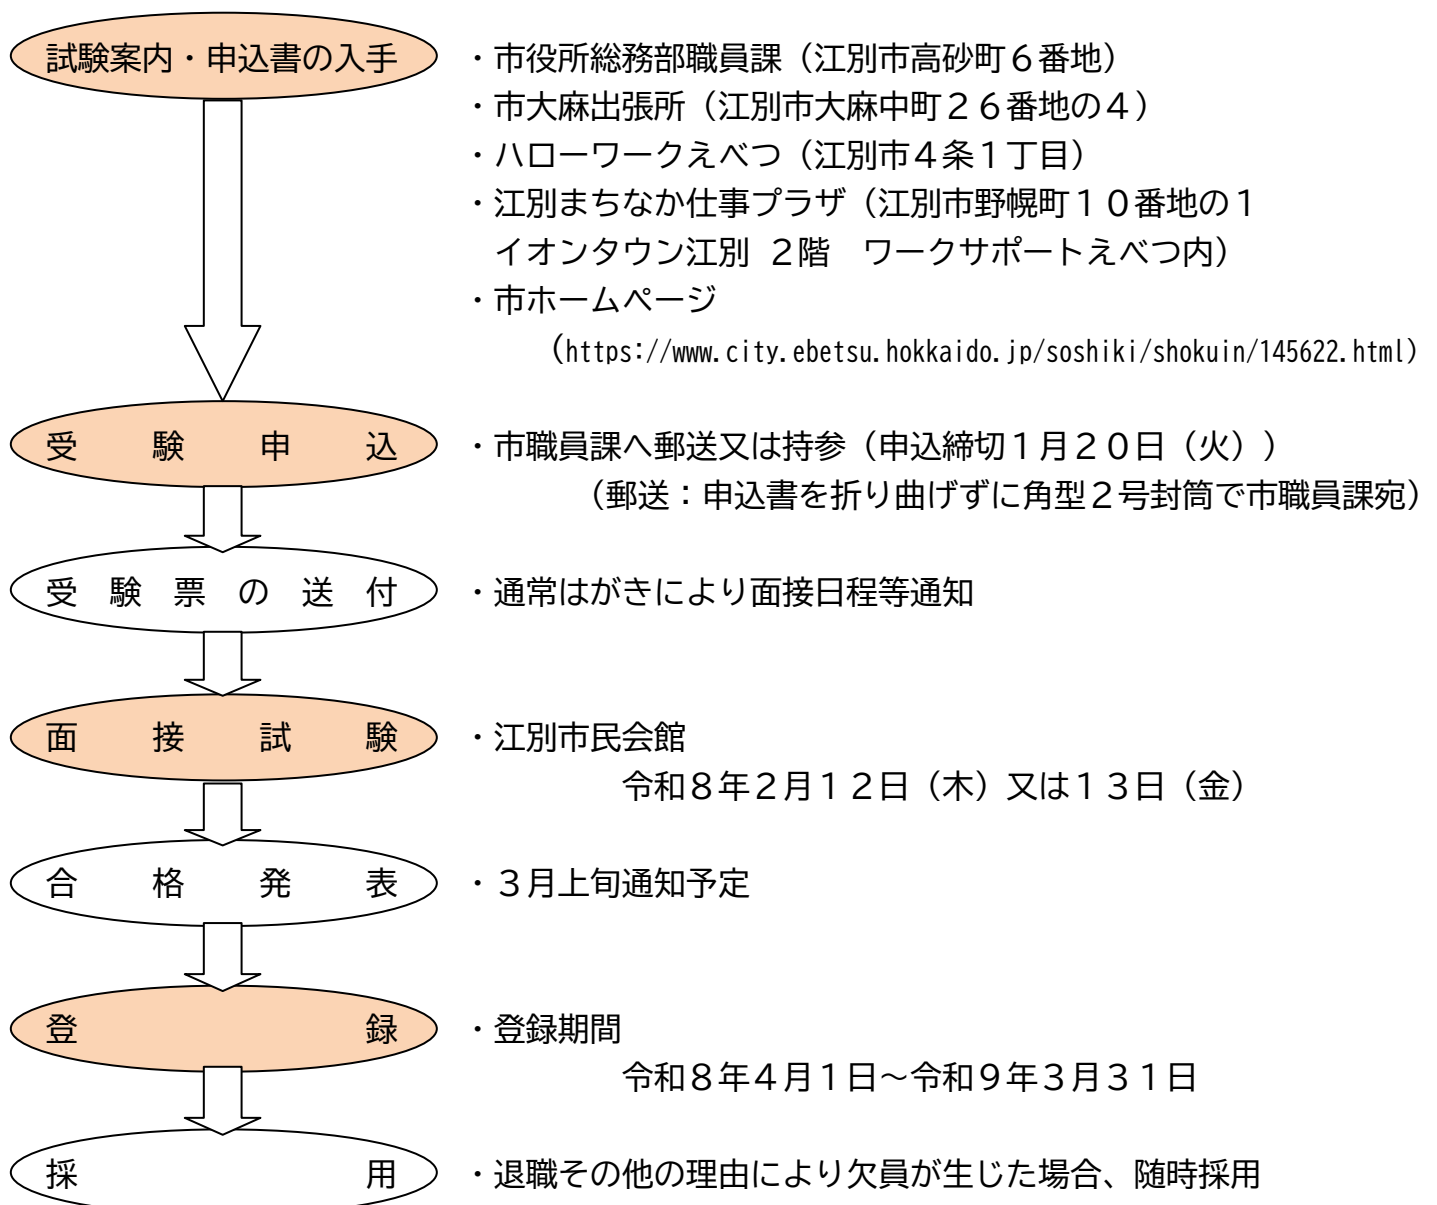 試験案内・申込書の入手
・市役所総務部職員課（江別市高砂町６番地）
・市大麻出張所（江別市大麻中町２６番地の４）
・ハローワークえべつ（江別市４条１丁目）
・江別まちなか仕事プラザ（江別市野幌町１０番地の１
イオンタウン江別 ２階　ワークサポートえべつ内）
・市ホームページ
（https://www.city.ebetsu.hokkaido.jp/soshiki/shokuin/145622.html）
受験申込
・市職員課へ郵送又は持参（申込締切１月２０日（火））
（郵送：申込書を折り曲げずに角型２号封筒で市職員課宛）
受験票の送付
・通常はがきにより面接日程等通知
面接試験
・江別市民会館
令和８年２月１２日（木）又は１３日（金）
合格発表
・３月上旬通知予定
登録
・登録期間
令和８年４月１日～令和９年３月３１日
採用
・退職その他の理由により欠員が生じた場合、随時採用